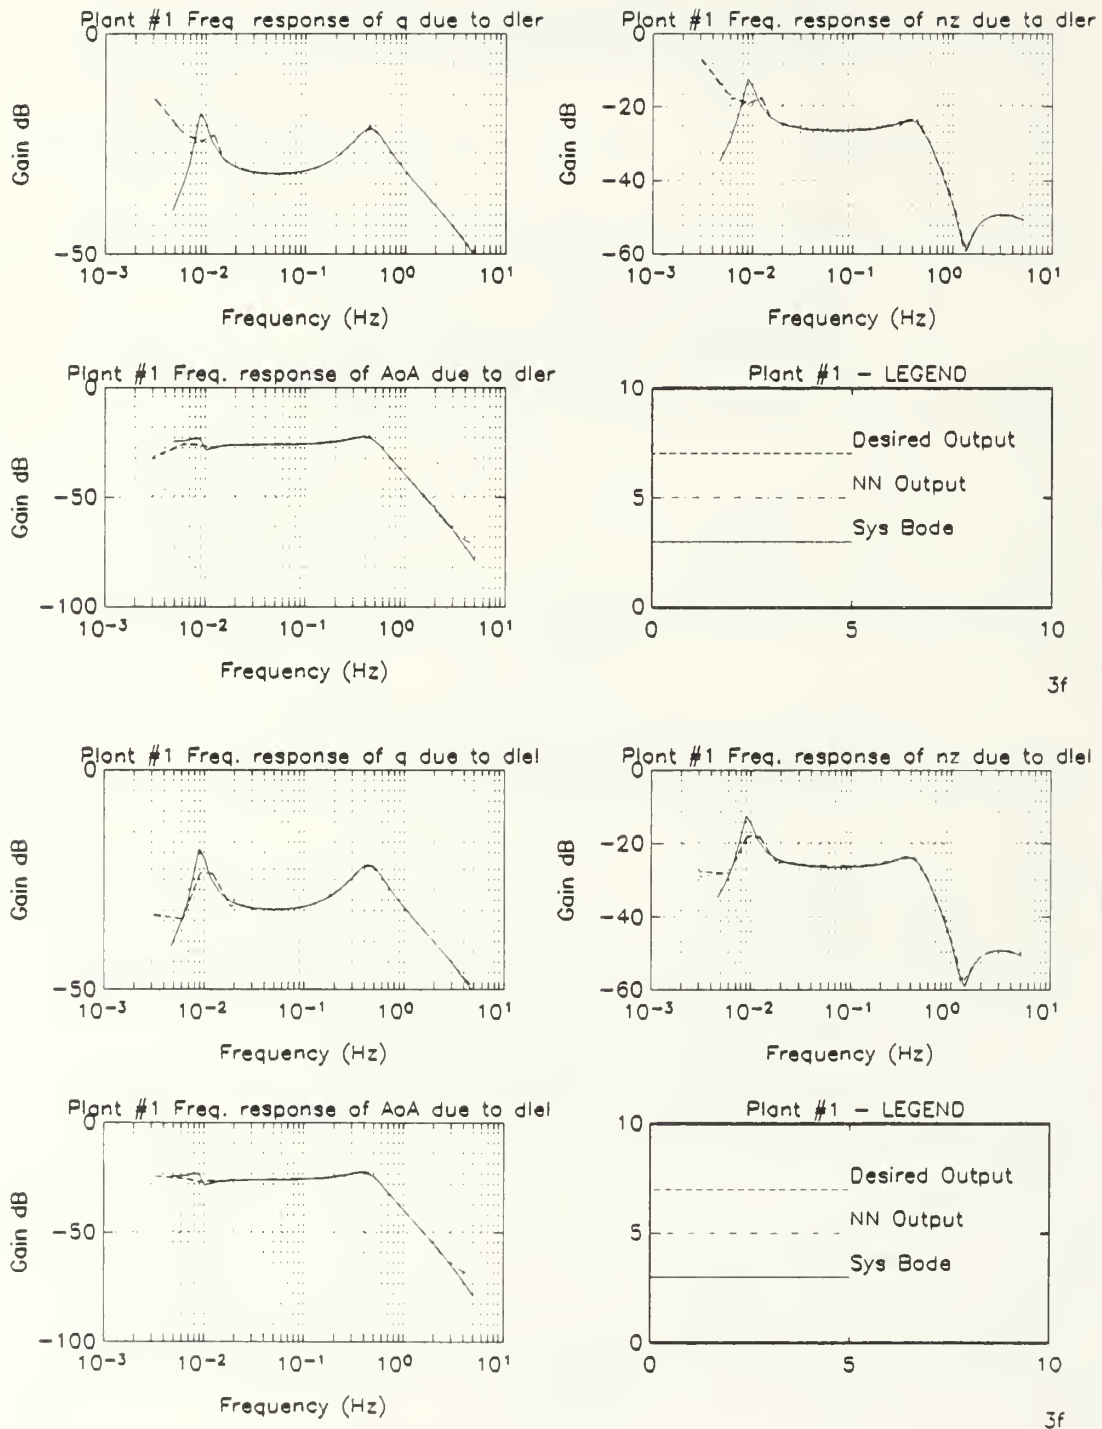 Plant #1 Freq response of q due to dler
0
Gain dB
-50
10-3 10-2 10-1 100 101
Frequency (Hz)
Plant #1 Freq. response of nz due to dler
0
-20
Gain dB
-40
-60
10-3 10-2 10-1 100 101
Frequency (Hz)
Plant #1 Freq. response of AoA due to dler
0
Gain dB
-50
-100
10-3 10-2 10-1 100 101
Frequency (Hz)
Plant #1 - LEGEND
10
Desired Output
NN Output
5
Sys Bode
0
0 5 10
3f
Plant #1 Freq. response of q due to dlel
0
Gain dB
-50
10-3 10-2 10-1 100 101
Frequency (Hz)
Plant #1 Freq. response of nz due to dlel
0
-20
Gain dB
-40
-60
10-3 10-2 10-1 100 101
Frequency (Hz)
Plant #1 Freq. response of AoA due to dlel
0
Gain dB
-50
-100
10-3 10-2 10-1 100 101
Frequency (Hz)
Plant #1 - LEGEND
10
Desired Output
NN Output
5
Sys Bode
0
0 5 10
3f